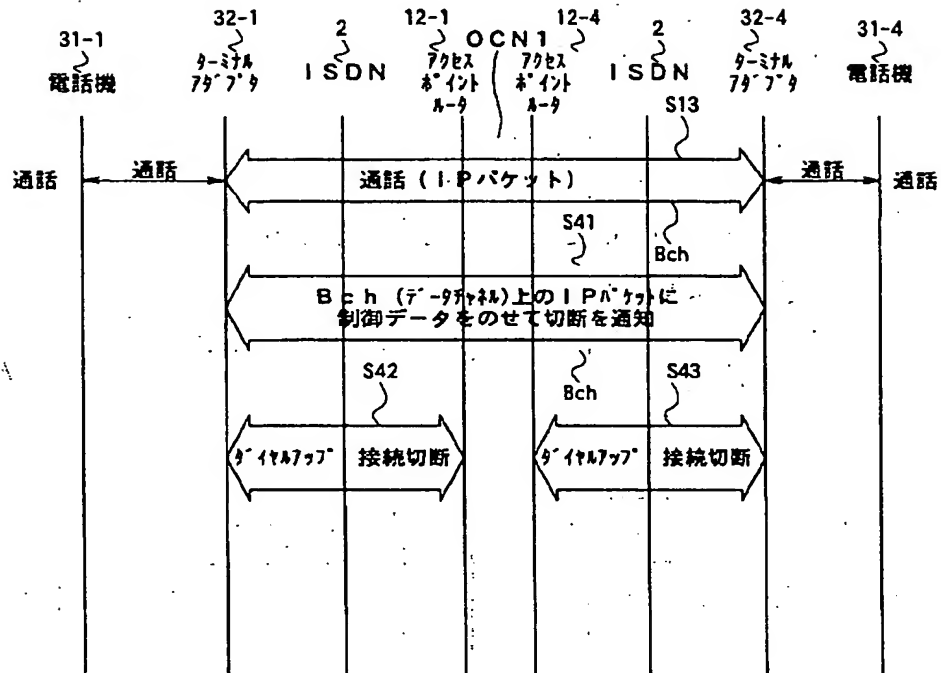 31-1
電話機
32-1
ターミナル
アダプタ
2
ISDN
12-1
アクセス
ポイント
ルータ
OCN1
12-4
アクセス
ポイント
ルータ
2
ISDN
32-4
ターミナル
アダプタ
31-4
電話機
S13
通話
通話
通話(IPパケット)
通話
通話
Bch
S41
Bch(データチャネル)上のIPパケットに
制御データをのせて切断を通知
Bch
S42
S43
ダイヤルアップ 接続切断
ダイヤルアップ 接続切断